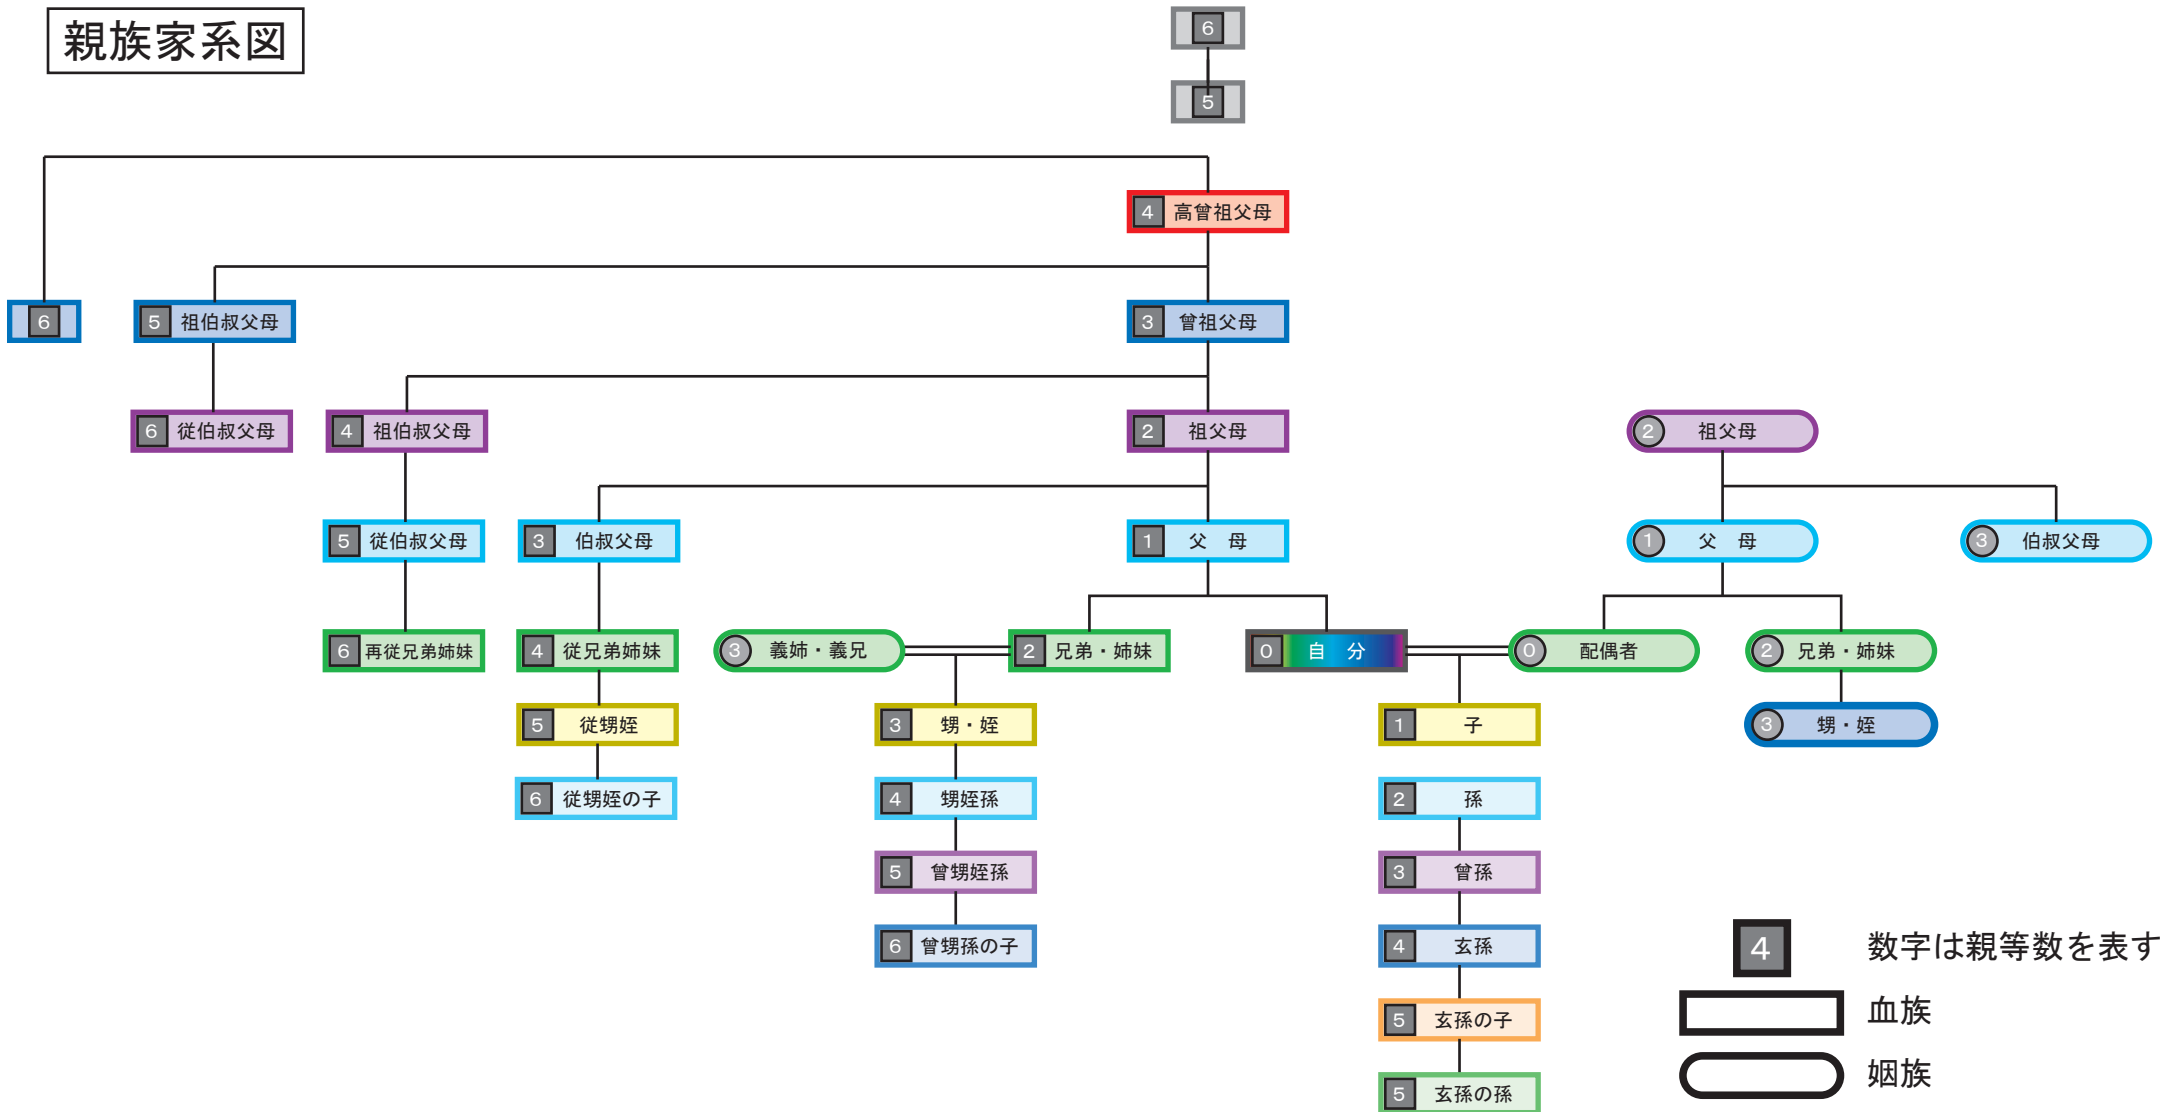 親族家系図
6
5
4 高曾祖父母
6
5 祖伯叔父母
3 曾祖父母
6 従伯叔父母
4 祖伯叔父母
2 祖父母
2 祖父母
5 従伯叔父母
3 伯叔父母
1 父　母
1 父　母
3 伯叔父母
6 再従兄弟姉妹
4 従兄弟姉妹
3 義姉・義兄
2 兄弟・姉妹
0 自　分
0 配偶者
2 兄弟・姉妹
5 従甥姪
3 甥・姪
1 子
3 甥・姪
6 従甥姪の子
4 甥姪孫
2 孫
5 曾甥姪孫
3 曾孫
6 曾甥孫の子
4 玄孫
5 玄孫の子
5 玄孫の孫
4 数字は親等数を表す
血族
姻族